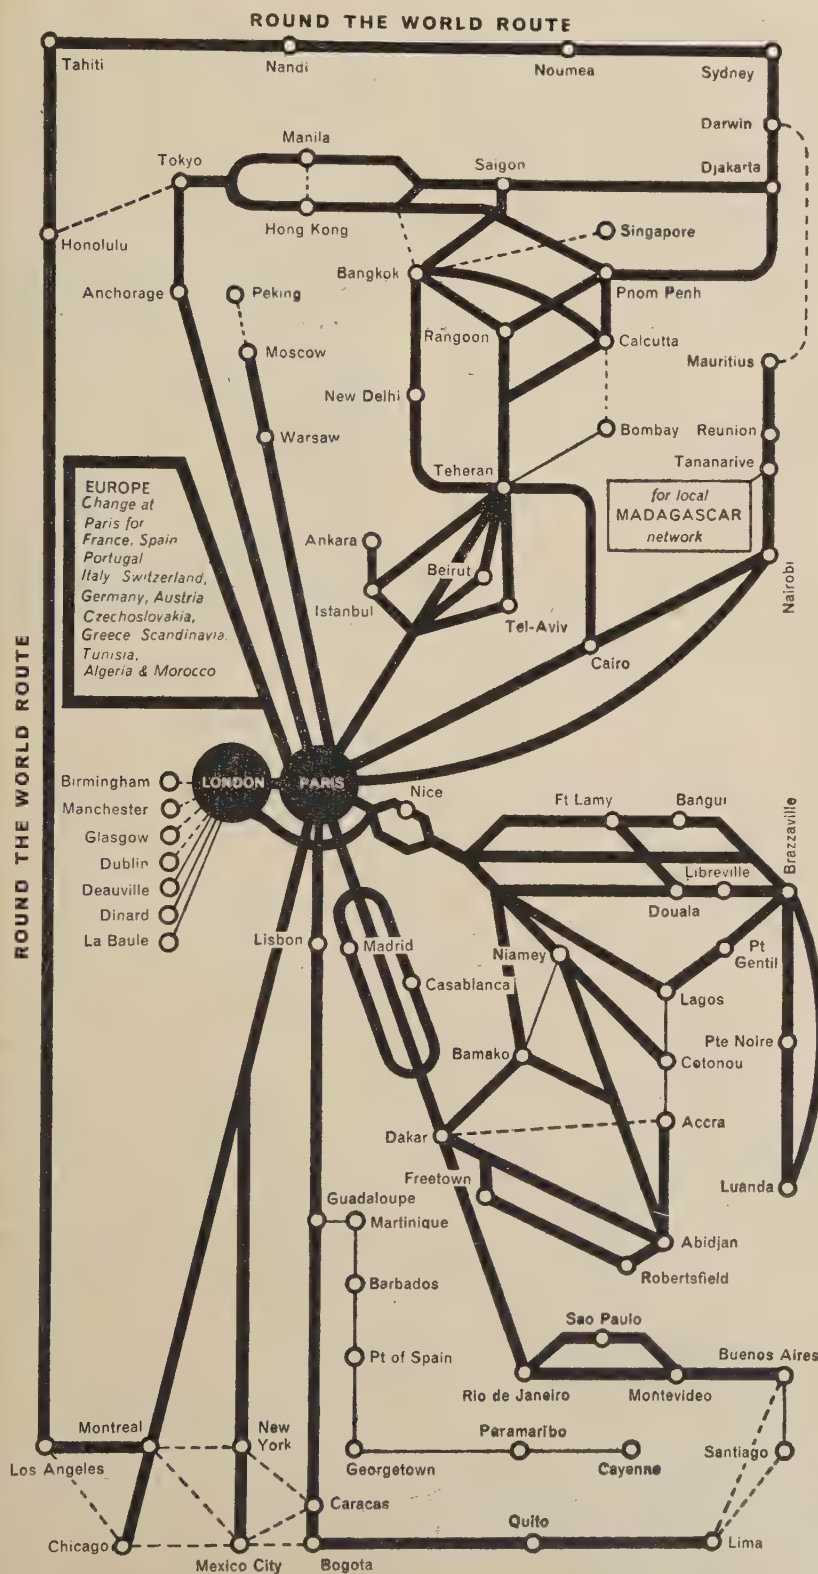 ROUND THE WORLD ROUTE
Tahiti
Nandi
Noumea
Sydney
Darwin
Manila
Tokyo
Saigon
Djakarta
Honolulu
Hong Kong
Singapore
Bangkok
Anchorage
Peking
Pnom Penh
Rangoon
Calcutta
Moscow
Mauritius
New Delhi
Warsaw
Bombay
Reunion
Teheran
Tananarive
EUROPE
Change at
Paris for
France, Spain
Portugal
Italy Switzerland,
Germany, Austria
Czechoslovakia,
Greece Scandinavia.
Tunisia,
Algeria & Morocco
for local
MADAGASCAR
network
Ankara
Beirut
Istanbul
Tel-Aviv
Nairobi
Cairo
ROUND THE WORLD ROUTE
Birmingham
LONDON
PARIS
Nice
Manchester
Ft Lamy
Bangui
Brazzaville
Glasgow
Dublin
Libreville
Deauville
Douala
Dinard
La Baule
Lisbon
Madrid
Niamey
Pt
Gentil
Casablanca
Lagos
Bamako
Pte Noire
Cotonou
Dakar
Accra
Freetown
Luanda
Guadaloupe
Martinique
Abidjan
Robertsfield
Barbados
Sao Paulo
Pt of Spain
Buenos Aires
Rio de Janeiro
Montevideo
Montreal
New
York
Paramaribo
Los Angeles
Georgetown
Cayenne
Santiago
Caracas
Quito
Chicago
Mexico City
Bogota
Lima